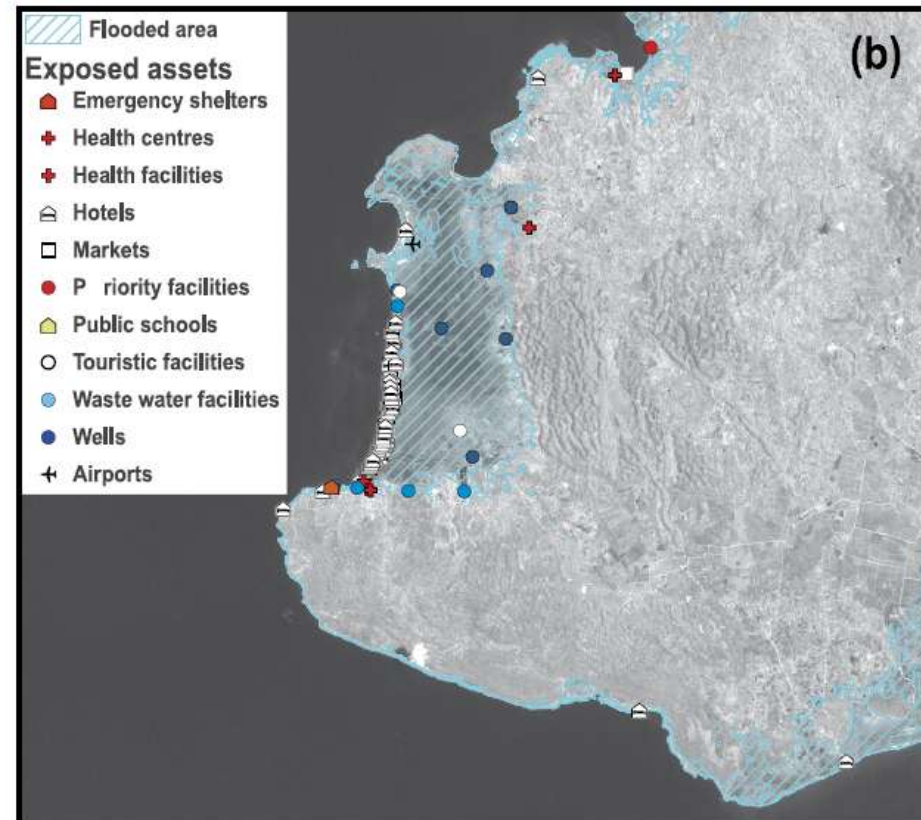 Flooded area
(b)
Exposed assets
Emergency shelters
Health centres
Health facilities
Hotels
Markets
P riority facilities
Public schools
Touristic facilities
Waste water facilities
Wells
Airports